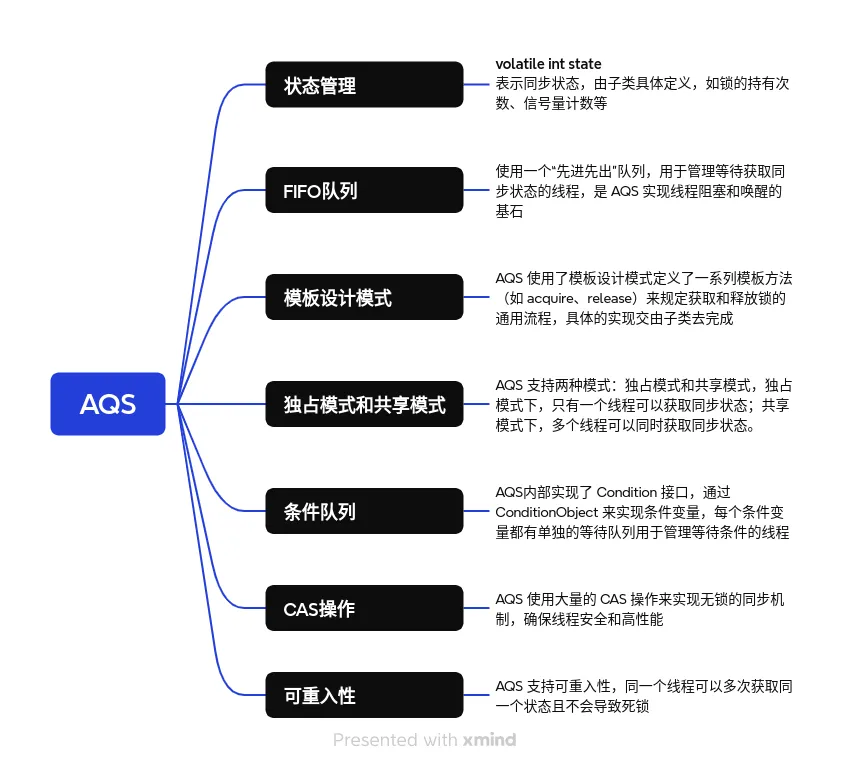 状态管理
volatile int state
表示同步状态，由子类具体定义，如锁的持有次
数、信号量计数等
FIFO队列
使用一个“先进先出”队列，用于管理等待获取同
步状态的线程，是 AQS 实现线程阻塞和唤醒的
基石
模板设计模式
AQS 使用了模板设计模式定义了一系列模板方法
（如 acquire、release）来规定获取和释放锁的
通用流程，具体的实现交由子类去完成
AQS
独占模式和共享模式
AQS 支持两种模式：独占模式和共享模式，独占
模式下，只有一个线程可以获取同步状态；共享
模式下，多个线程可以同时获取同步状态。
条件队列
AQS内部实现了 Condition 接口，通过
ConditionObject 来实现条件变量，每个条件变
量都有单独的等待队列用于管理等待条件的线程
CAS操作
AQS 使用大量的 CAS 操作来实现无锁的同步机
制，确保线程安全和高性能
可重入性
AQS 支持可重入性，同一个线程可以多次获取同
一个状态且不会导致死锁
Presented with xmind